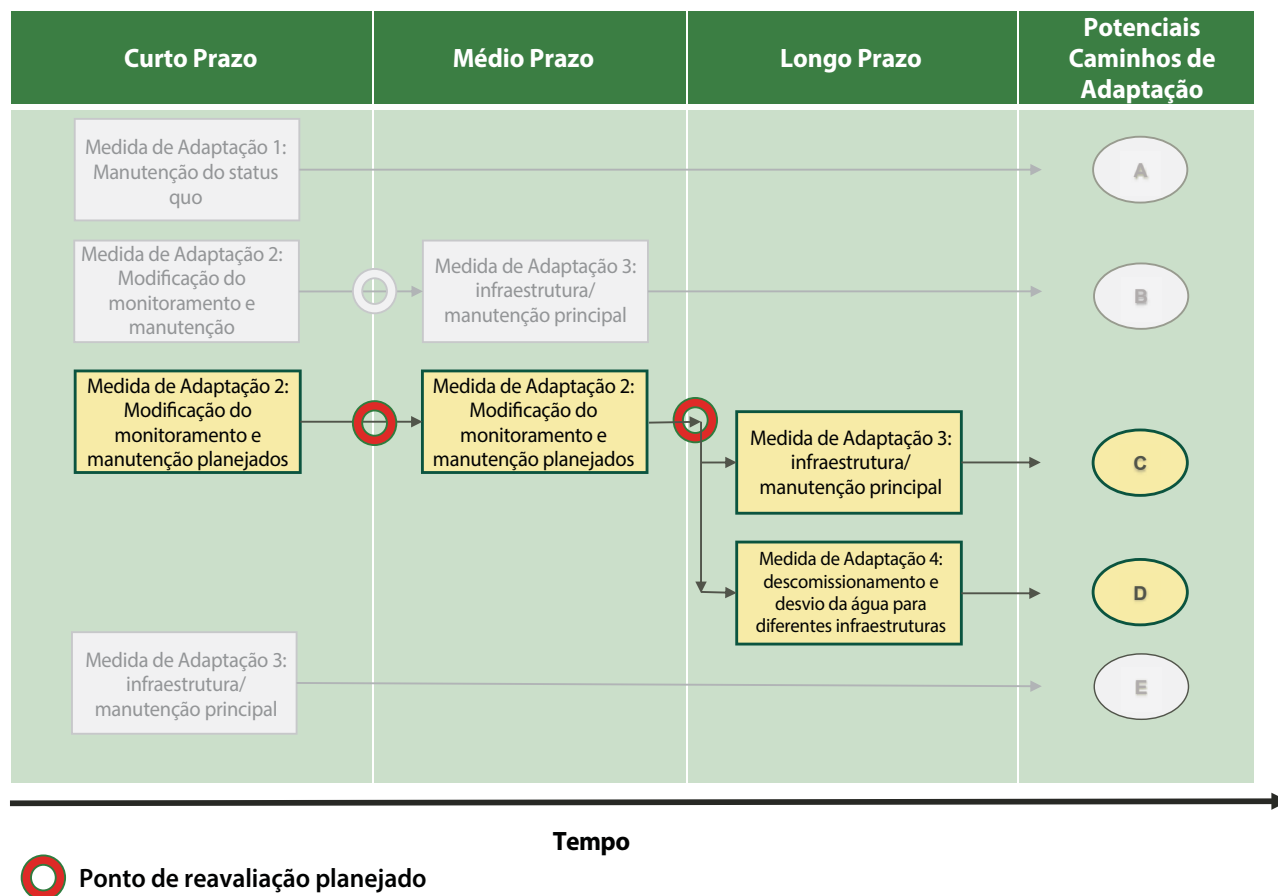 Curto Prazo
Médio Prazo
Longo Prazo
Potenciais
Caminhos de
Adaptação
Medida de Adaptação 1:
Manutenção do status
quo
A
Medida de Adaptação 2:
Modificação do
monitoramento e
manutenção
Medida de Adaptação 3:
infraestrutura/
manutenção principal
B
Medida de Adaptação 2:
Modificação do
monitoramento e
manutenção planejados
Medida de Adaptação 2:
Modificação do
monitoramento e
manutenção planejados
Medida de Adaptação 3:
infraestrutura/
manutenção principal
C
Medida de Adaptação 4:
descomissionamento e
desvio da água para
diferentes infraestruturas
D
Medida de Adaptação 3:
infraestrutura/
manutenção principal
E
Tempo
Ponto de reavaliação planejado